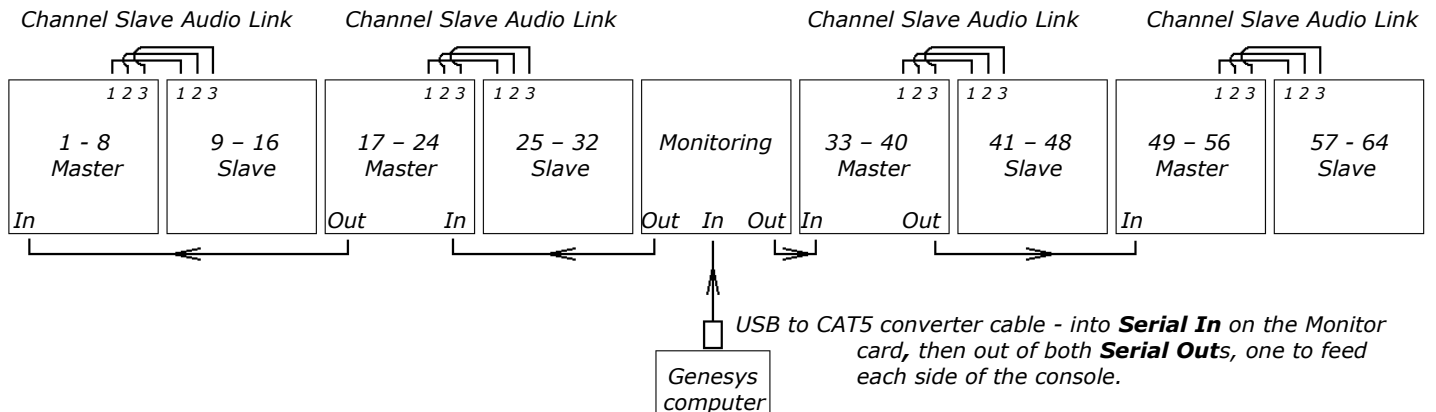 Channel Slave Audio Link Channel Slave Audio Link Channel Slave Audio Link Channel Slave Audio Link
1 2 3 1 2 3 1 2 3 1 2 3 1 2 3 1 2 3 1 2 3 1 2 3
1 - 8 9 – 16 17 – 24 25 – 32 Monitoring 33 – 40 41 – 48 49 – 56 57 - 64
Master Slave Master Slave Master Slave Master Slave
In Out In Out In Out In Out In
USB to CAT5 converter cable - into Serial In on the Monitor
card, then out of both Serial Outs, one to feed
each side of the console.
Genesys
computer